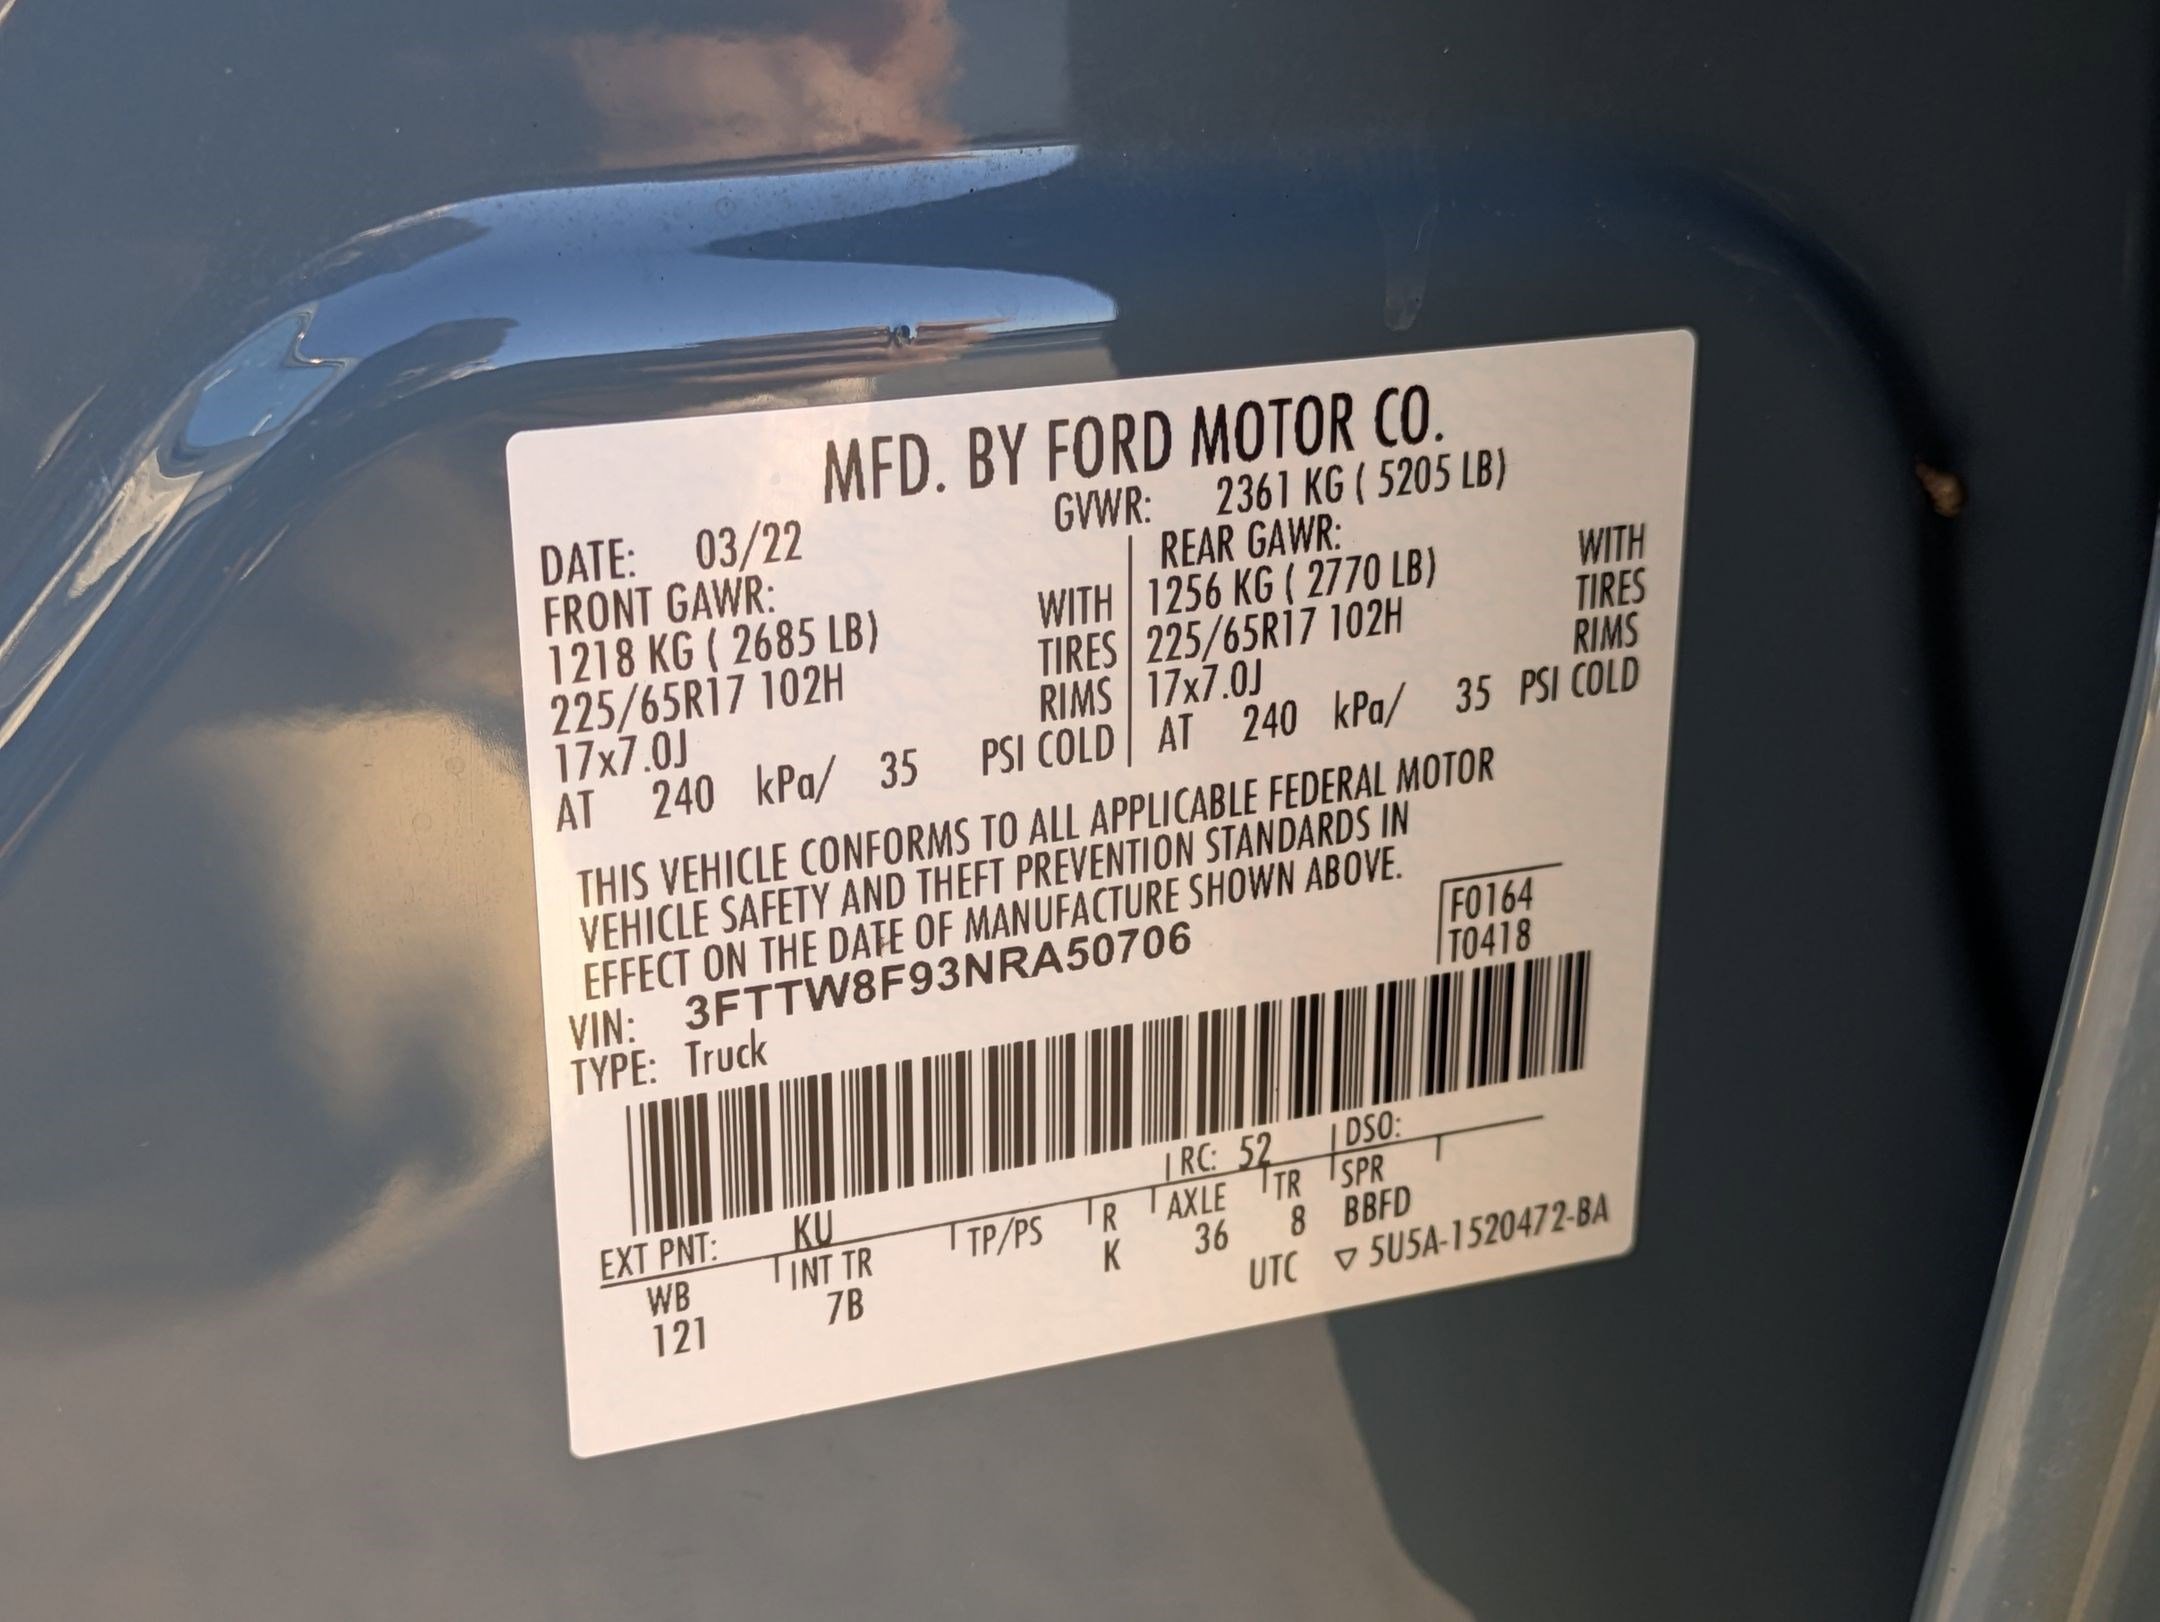 MFD. BY FORD MOTOR CO.
DATE: 03/22 GVWR: 2361 KG ( 5205 LB)
FRONT GAWR: REAR GAWR:
1218 KG ( 2685 LB) WITH 1256 KG ( 2770 LB) WITH
225/65R17 102H TIRES 225/65R17 102H TIRES
17x7.0J RIMS 17x7.0J RIMS
AT 240 kPa/ 35 PSI COLD AT 240 kPa/ 35 PSI COLD
THIS VEHICLE CONFORMS TO ALL APPLICABLE FEDERAL MOTOR
VEHICLE SAFETY AND THEFT PREVENTION STANDARDS IN
EFFECT ON THE DATE OF MANUFACTURE SHOWN ABOVE.
F0164
VIN: 3FTTW8F93NRA50706 T0418
TYPE: Truck
EXT PNT: KU RC: 52 DSO:
WB INT TR TP/PS R AXLE TR SPR
121 7B K 36 8 BBFD
UTC ▽ 5U5A-1520472-BA